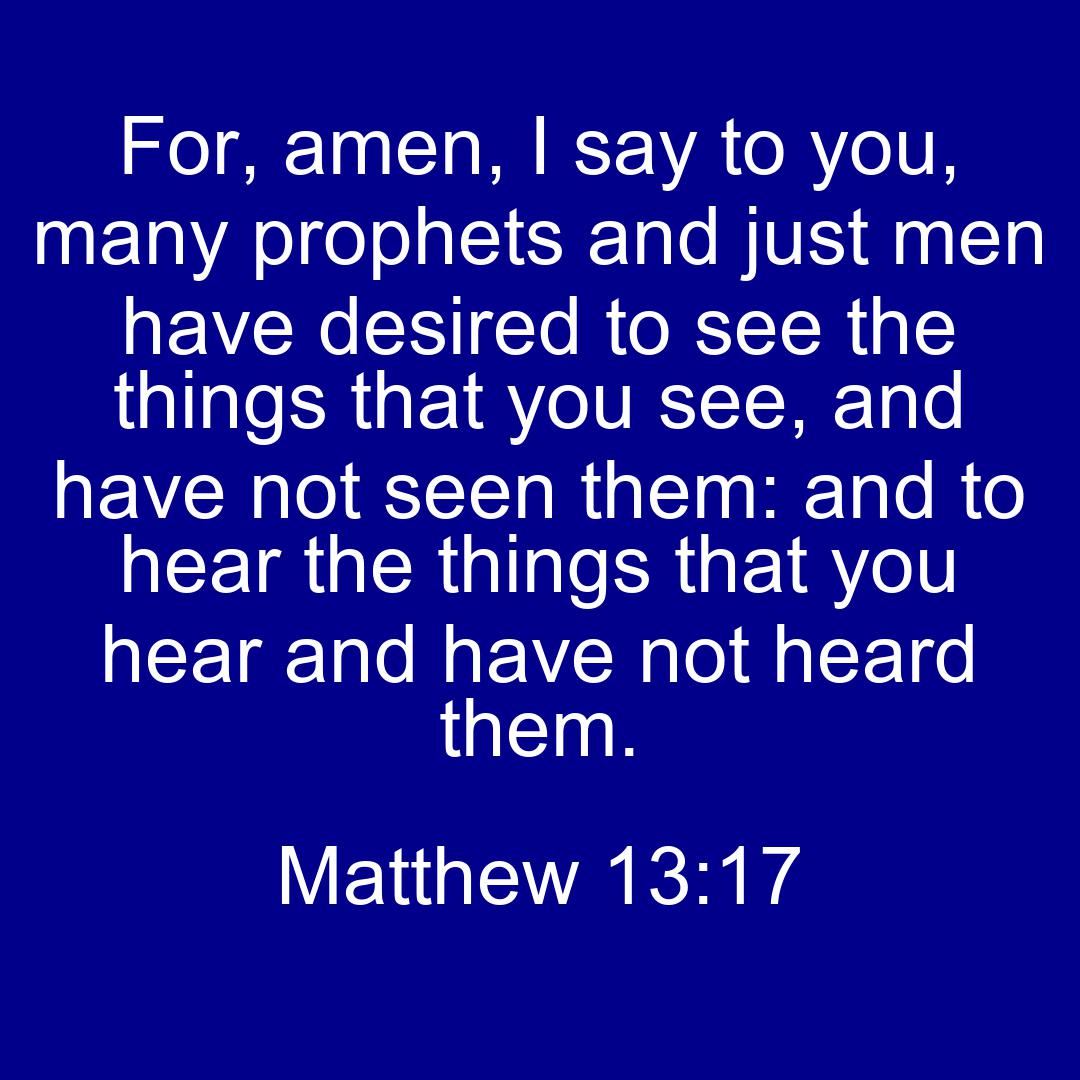 For, amen, I say to you,
many prophets and just men
have desired to see the
things that you see, and
have not seen them: and to
hear the things that you
hear and have not heard
them.
Matthew 13:17